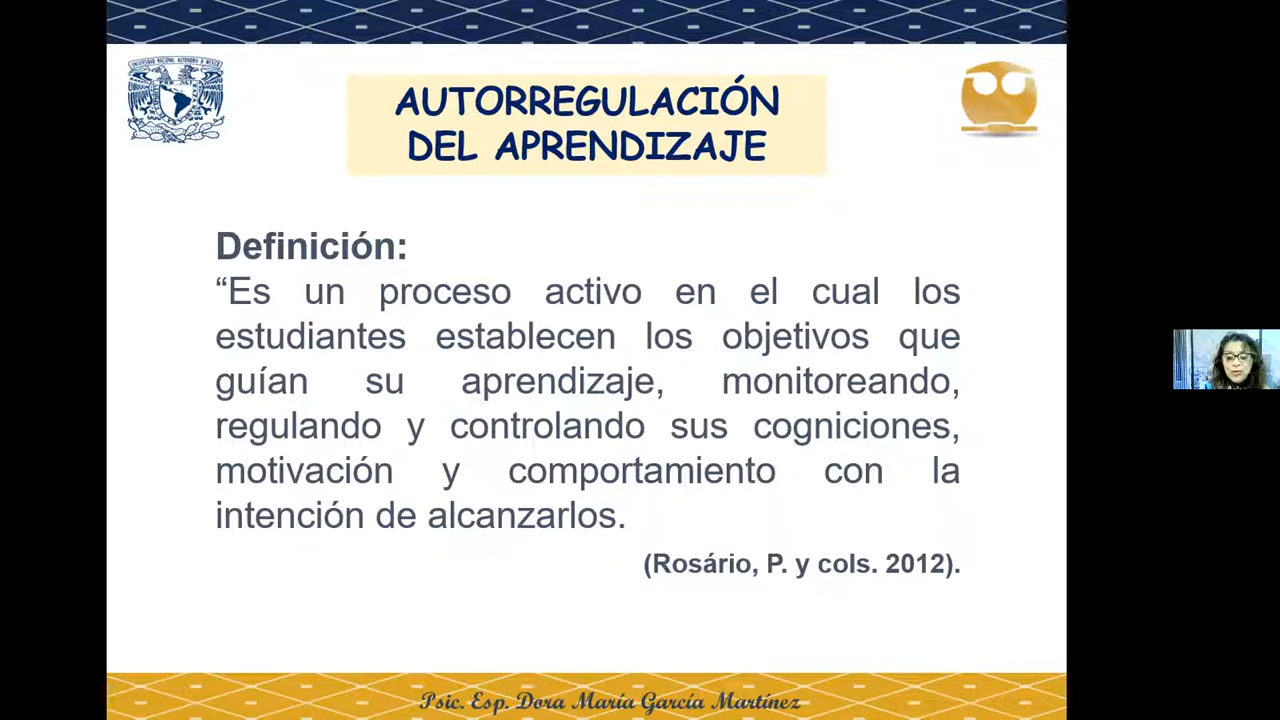 AUTORREGULACIÓN
DEL APRENDIZAJE
Definición:
“Es un proceso activo en el cual los
estudiantes establecen los objetivos que
guían su aprendizaje, monitoreando,
regulando y controlando sus cogniciones,
motivación y comportamiento con la
intención de alcanzarlos.
(Rosário, P. y cols. 2012).
Psic. Esp. Dora María García Martínez